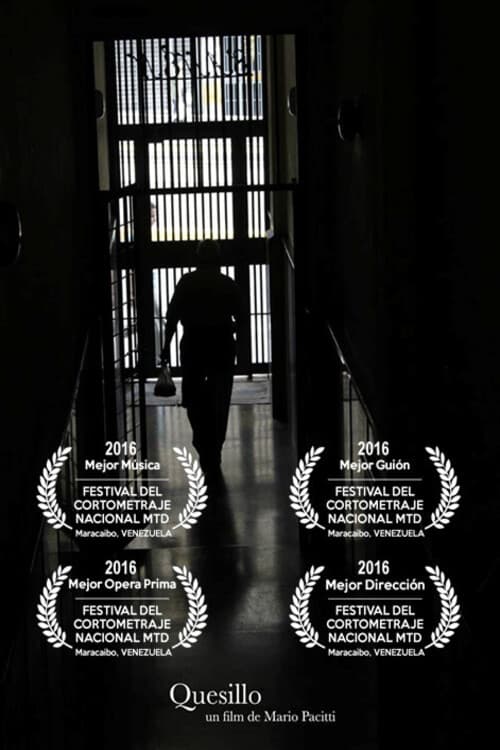 2016
Mejor Música
FESTIVAL DEL
CORTOMETRAJE
NACIONAL MTD
Maracaibo, VENEZUELA
2016
Mejor Guión
FESTIVAL DEL
CORTOMETRAJE
NACIONAL MTD
Maracaibo, VENEZUELA
2016
Mejor Opera Prima
FESTIVAL DEL
CORTOMETRAJE
NACIONAL MTD
Maracaibo, VENEZUELA
2016
Mejor Dirección
FESTIVAL DEL
CORTOMETRAJE
NACIONAL MTD
Maracaibo, VENEZUELA
Quesillo
un film de Mario Pacitti